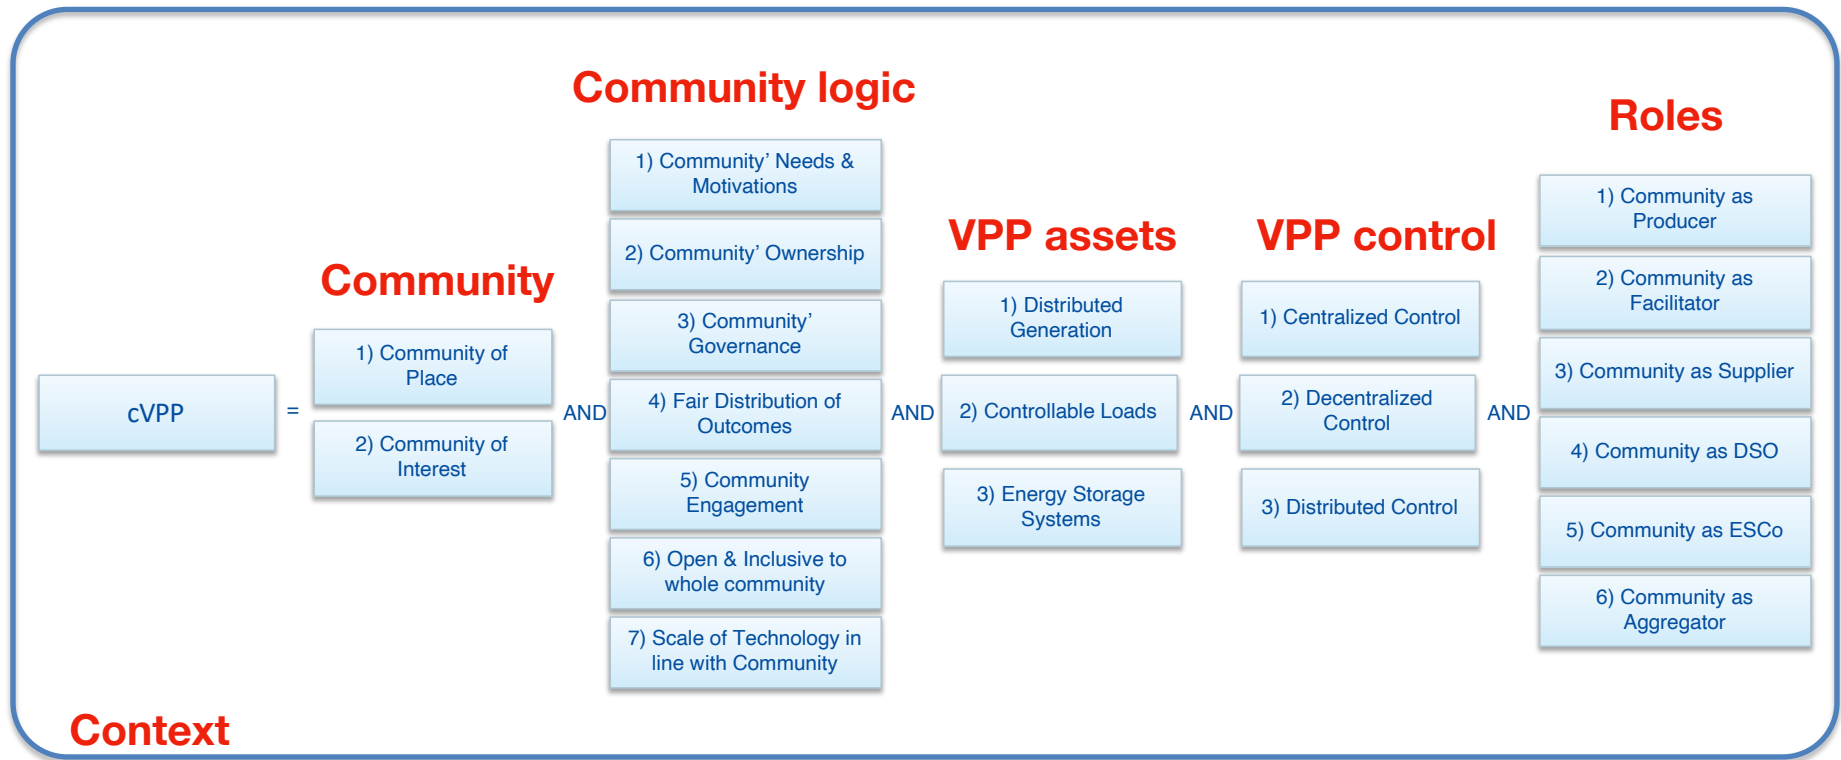 cVPP
=
Community
1) Community of
Place
2) Community of
Interest
AND
Community logic
1) Community’ Needs &
Motivations
2) Community’ Ownership
3) Community’
Governance
4) Fair Distribution of
Outcomes
5) Community
Engagement
6) Open & Inclusive to
whole community
7) Scale of Technology in
line with Community
AND
VPP assets
1) Distributed
Generation
2) Controllable Loads
3) Energy Storage
Systems
AND
VPP control
1) Centralized Control
2) Decentralized
Control
3) Distributed Control
AND
Roles
1) Community as
Producer
2) Community as
Facilitator
3) Community as Supplier
4) Community as DSO
5) Community as ESCo
6) Community as
Aggregator
Context